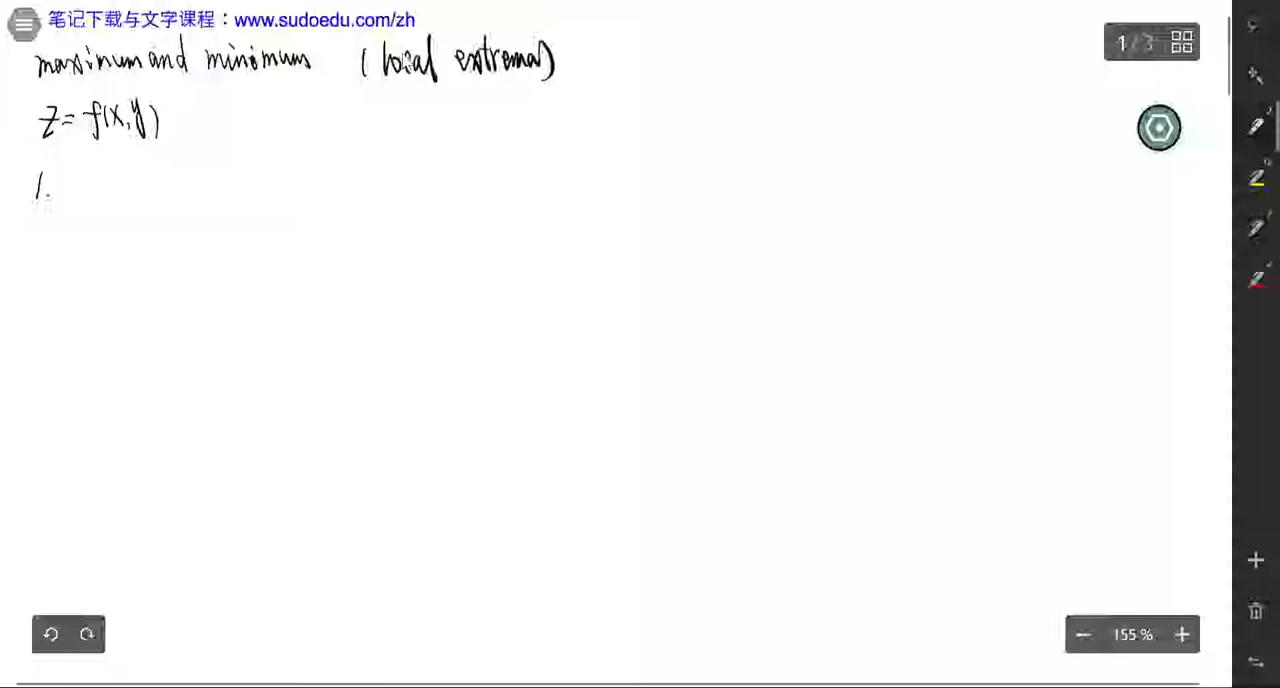 笔记下载与文字课程：www.sudoedu.com/zh
maximum and minimum (local extrema)
z = f(x,y)
1.
1 / 3
155 %